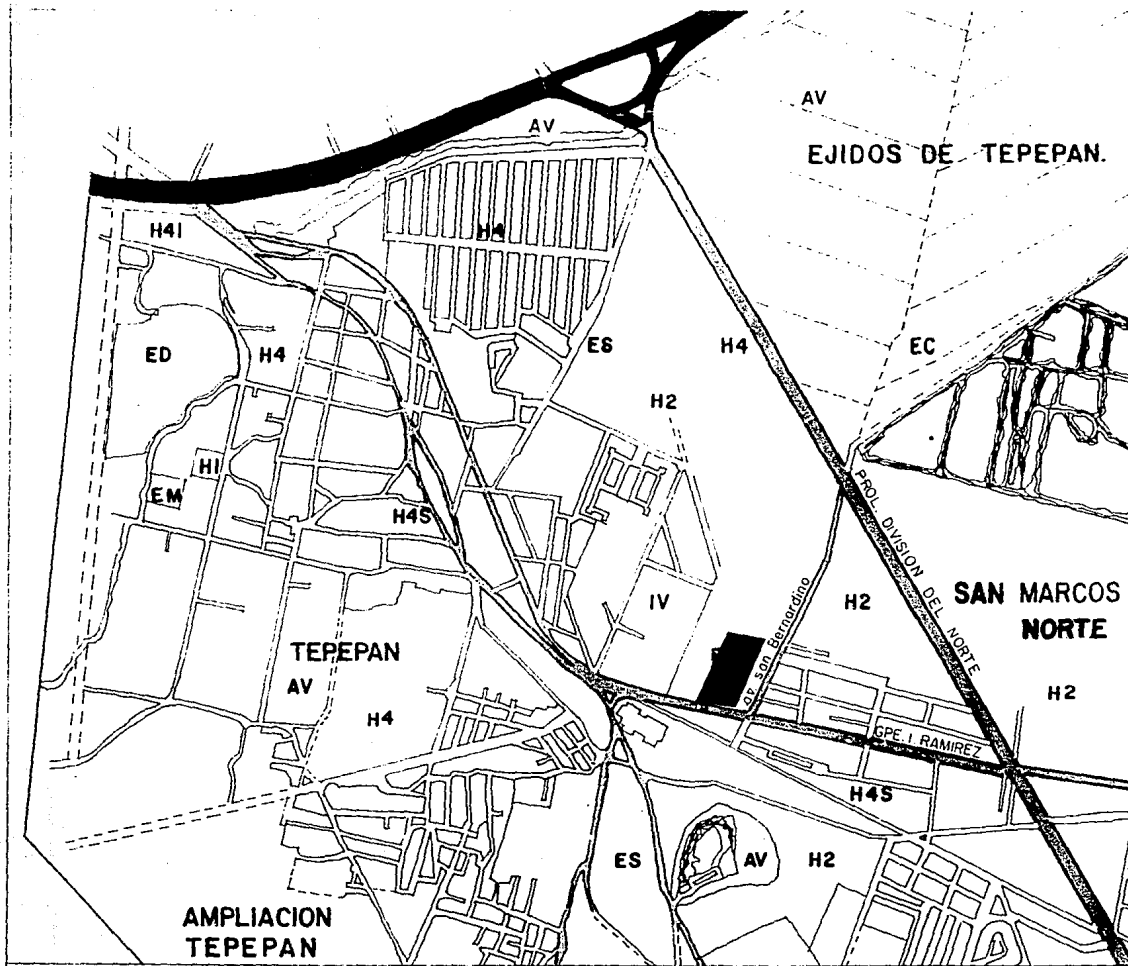 AV
AV
EJIDOS DE TEPEPAN.
H4I
H4
ED
H4
ES
H4
EC
H2
HI
EM
H4S
PROL. DIVISION DEL NORTE
IV
Av. San Bernardino
H2
SAN MARCOS
NORTE
TEPEPAN
AV
H4
H2
GPE. I. RAMIREZ
H4S
ES
AV
H2
AMPLIACION
TEPEPAN